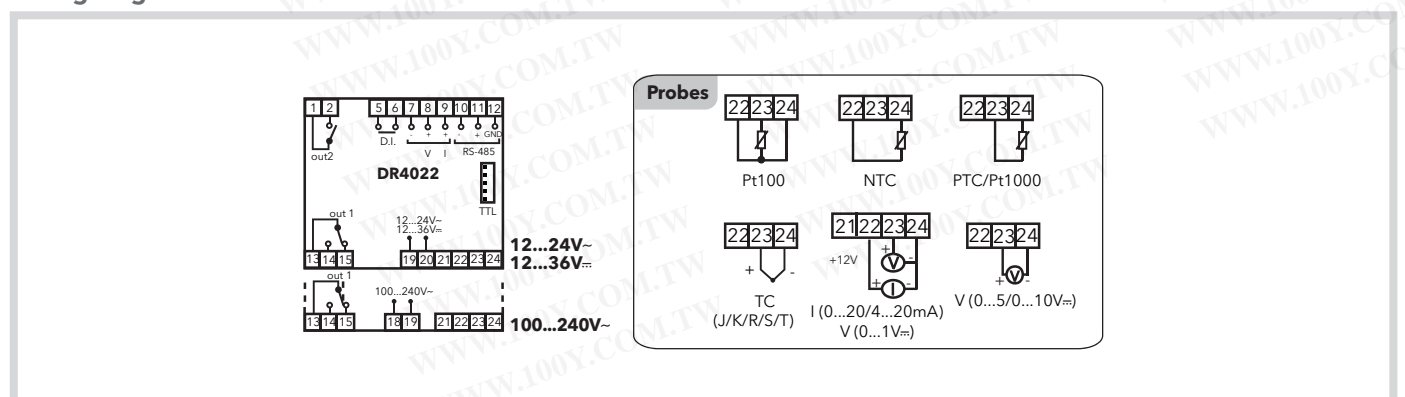 Probes
1 2 5 6 7 8 9 10 11 12
D.I. - + + - + GND
V I RS-485
out2
DR4022
TTL
out 1
12...24V~
12...36V⎓
12...24V~
12...36V⎓
13 14 15 19 20 21 22 23 24
out 1
100...240V~
13 14 15 18 19 21 22 23 24
100...240V~
22 23 24
Pt100
22 23 24
NTC
22 23 24
PTC/Pt1000
22 23 24
+ -
TC
(J/K/R/S/T)
21 22 23 24
+12V
+ V -
+ I -
I (0...20/4...20mA)
V (0...1V⎓)
22 23 24
+ V -
V (0...5/0...10V⎓)
WWW.100Y.COM.TW